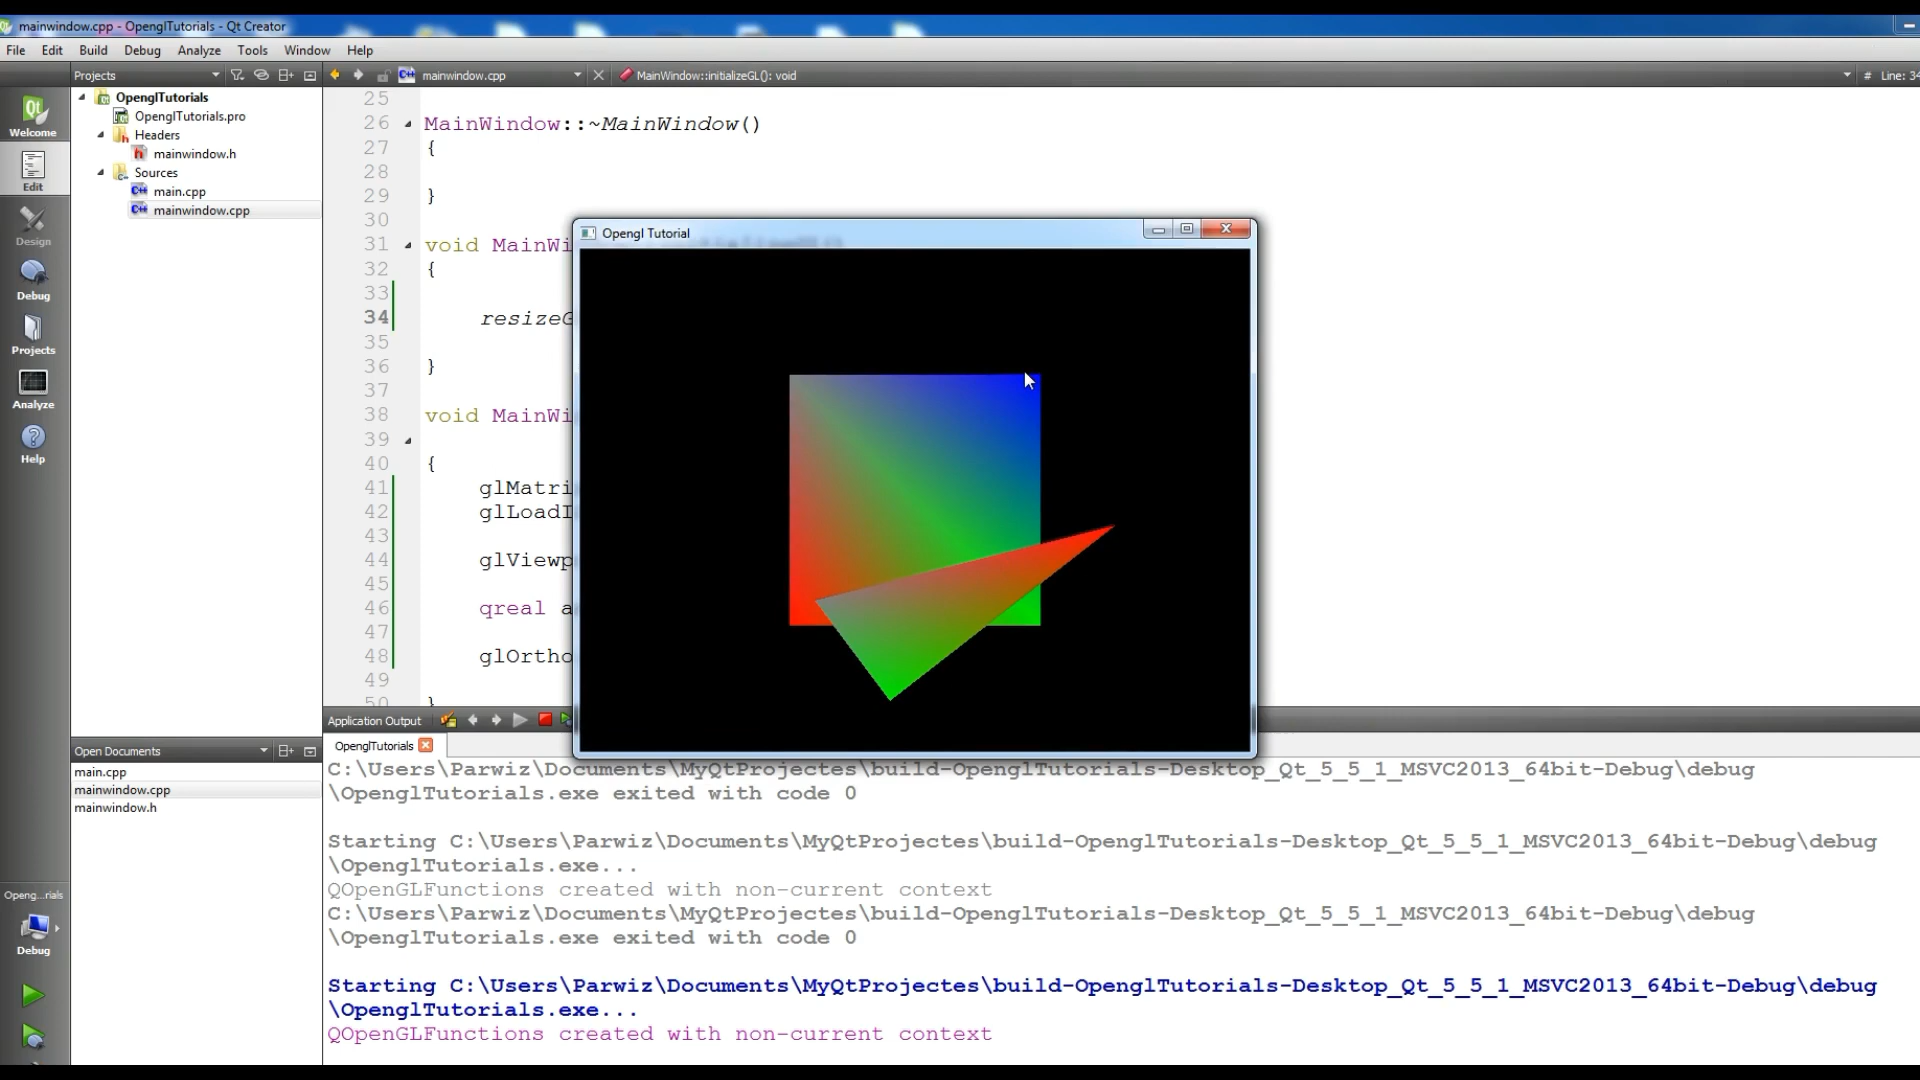 mainwindow.cpp - OpenglTutorials - Qt Creator
File Edit Build Debug Analyze Tools Window Help
Projects
mainwindow.cpp
MainWindow::initializeGL(): void
# Line: 34
Welcome
Edit
Design
Debug
Projects
Analyze
Help
OpenglTutorials
OpenglTutorials.pro
Headers
mainwindow.h
Sources
main.cpp
mainwindow.cpp
25
26 MainWindow::~MainWindow()
27 {
28
29 }
30
31 void MainWi
32 {
33
34 resizeG
35
36 }
37
38 void MainWi
39
40 {
41 glMatri
42 glLoadI
43
44 glViewp
45
46 qreal a
47
48 glOrtho
49
50 }
Opengl Tutorial
Open Documents
main.cpp
mainwindow.cpp
mainwindow.h
Openg...rials
Debug
Application Output
OpenglTutorials
C:\Users\Parwiz\Documents\MyQtProjectes\build-OpenglTutorials-Desktop_Qt_5_5_1_MSVC2013_64bit-Debug\debug
\OpenglTutorials.exe exited with code 0
Starting C:\Users\Parwiz\Documents\MyQtProjectes\build-OpenglTutorials-Desktop_Qt_5_5_1_MSVC2013_64bit-Debug\debug
\OpenglTutorials.exe...
QOpenGLFunctions created with non-current context
C:\Users\Parwiz\Documents\MyQtProjectes\build-OpenglTutorials-Desktop_Qt_5_5_1_MSVC2013_64bit-Debug\debug
\OpenglTutorials.exe exited with code 0
Starting C:\Users\Parwiz\Documents\MyQtProjectes\build-OpenglTutorials-Desktop_Qt_5_5_1_MSVC2013_64bit-Debug\debug
\OpenglTutorials.exe...
QOpenGLFunctions created with non-current context